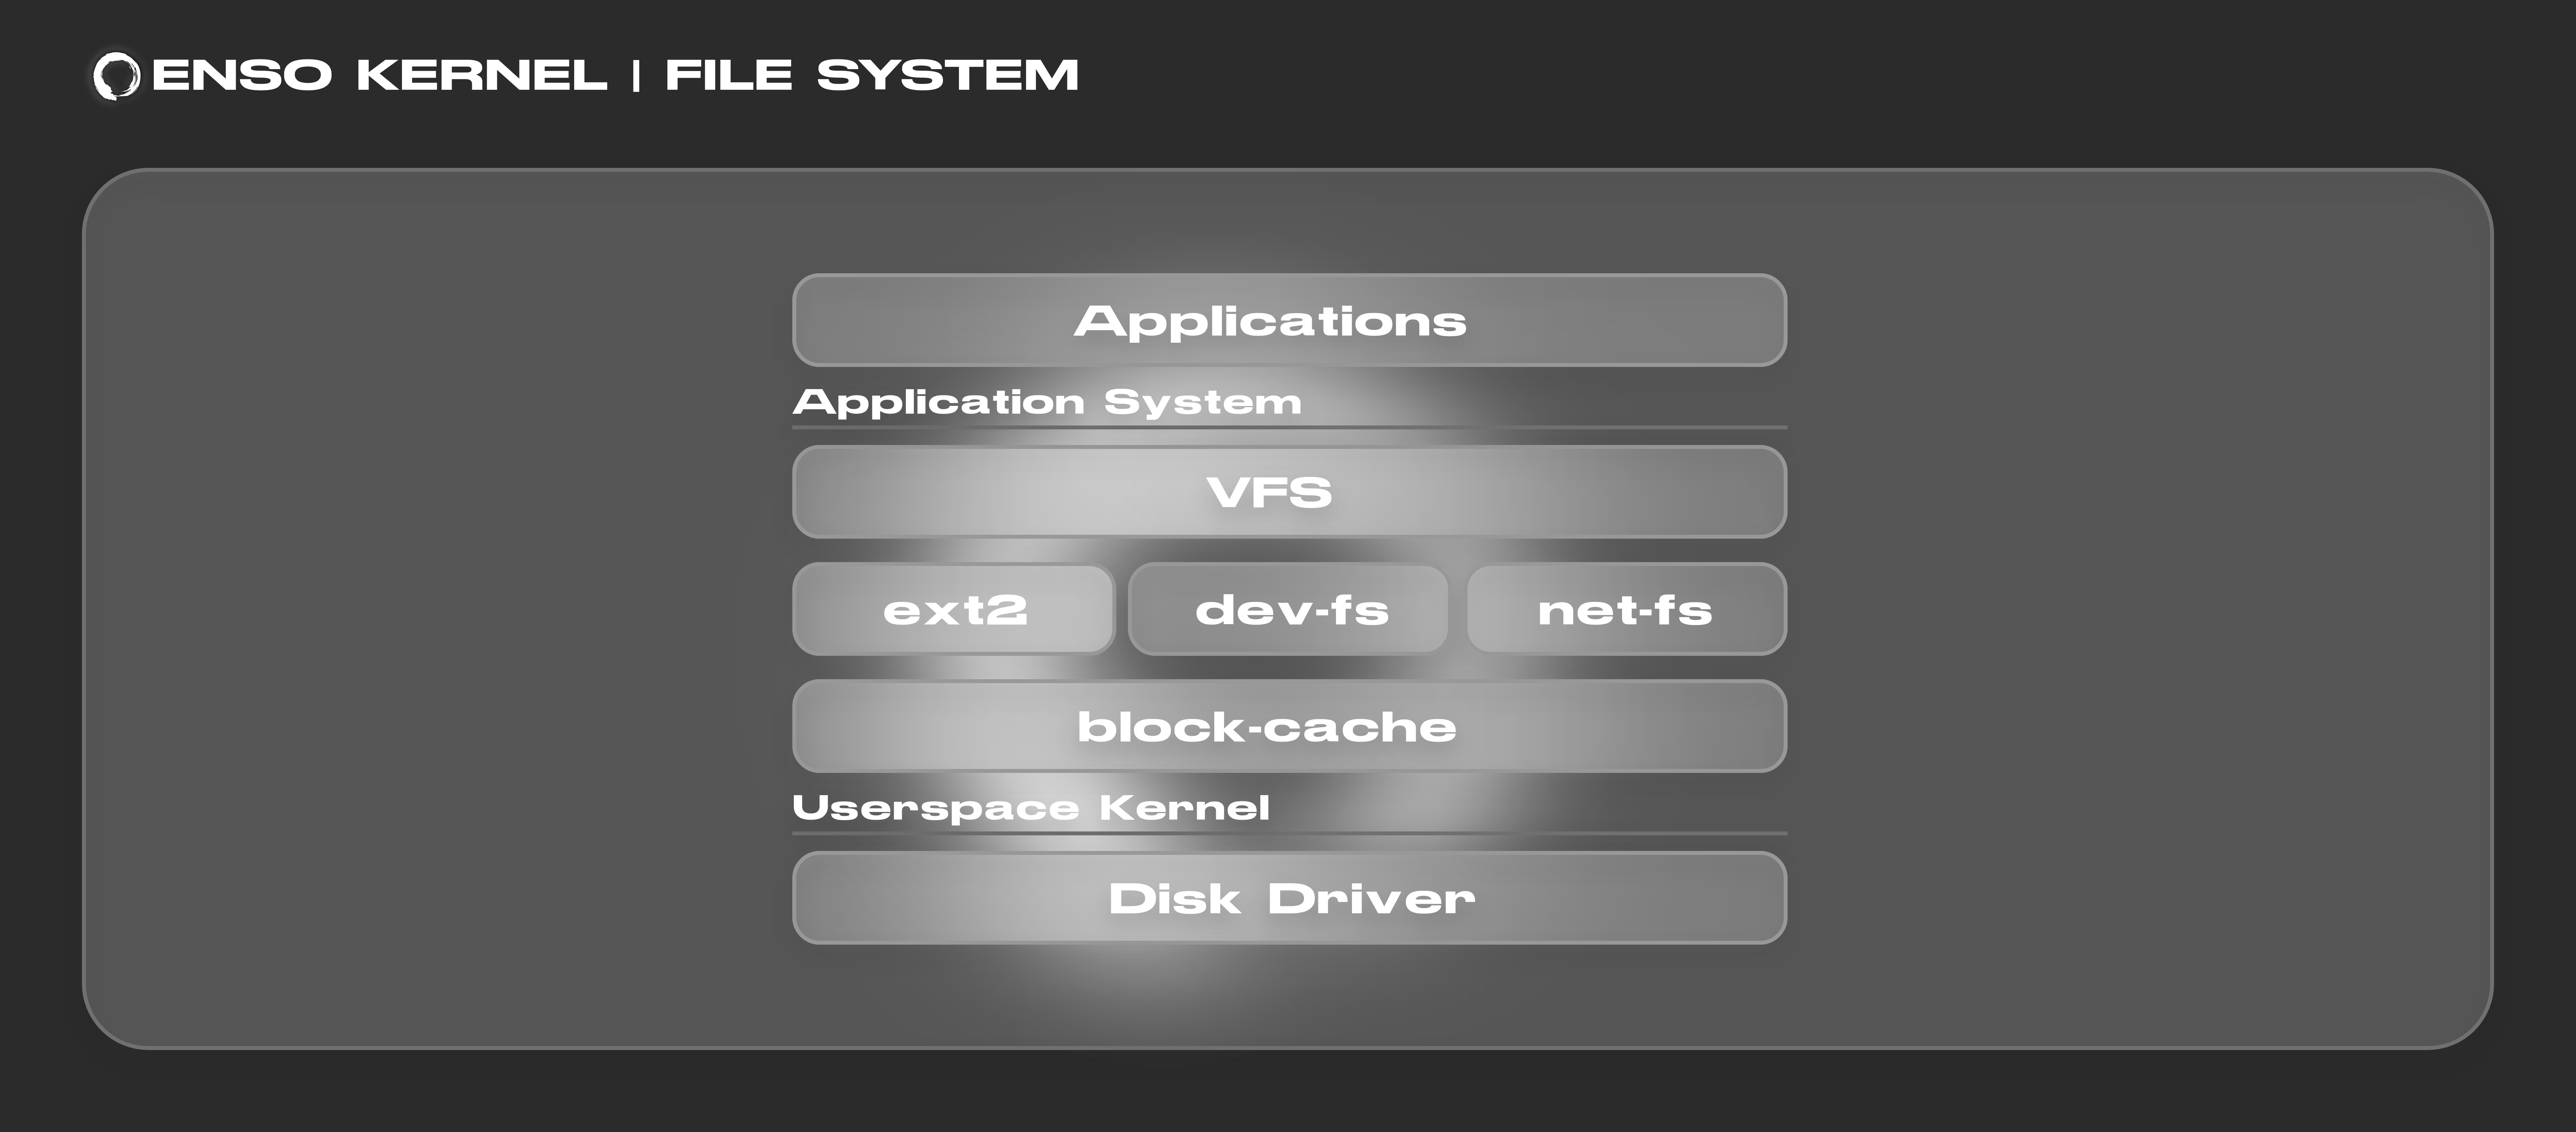 ENSO KERNEL | FILE SYSTEM
Applications
Application System
VFS
ext2 dev-fs net-fs
block-cache
Userspace Kernel
Disk Driver